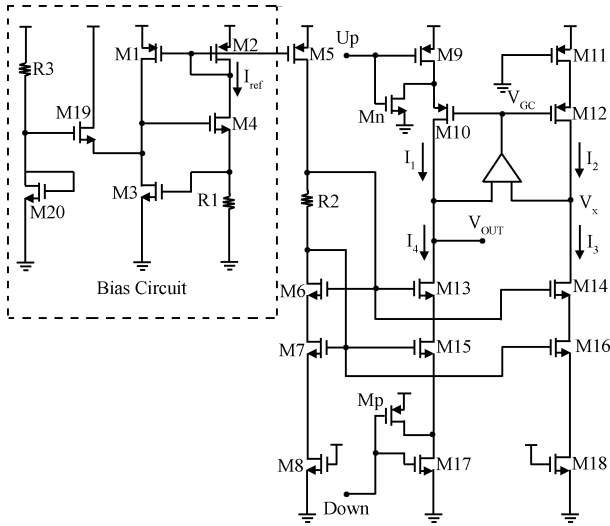 M1
M2
M5
Up
M9
M11
R3
I_ref
Mn
V_GC
M19
M10
M12
M4
I_1
I_2
M3
R1
R2
V_x
M20
V_OUT
I_4
I_3
Bias Circuit
M6
M13
M14
M7
M15
M16
Mp
M8
M17
M18
Down